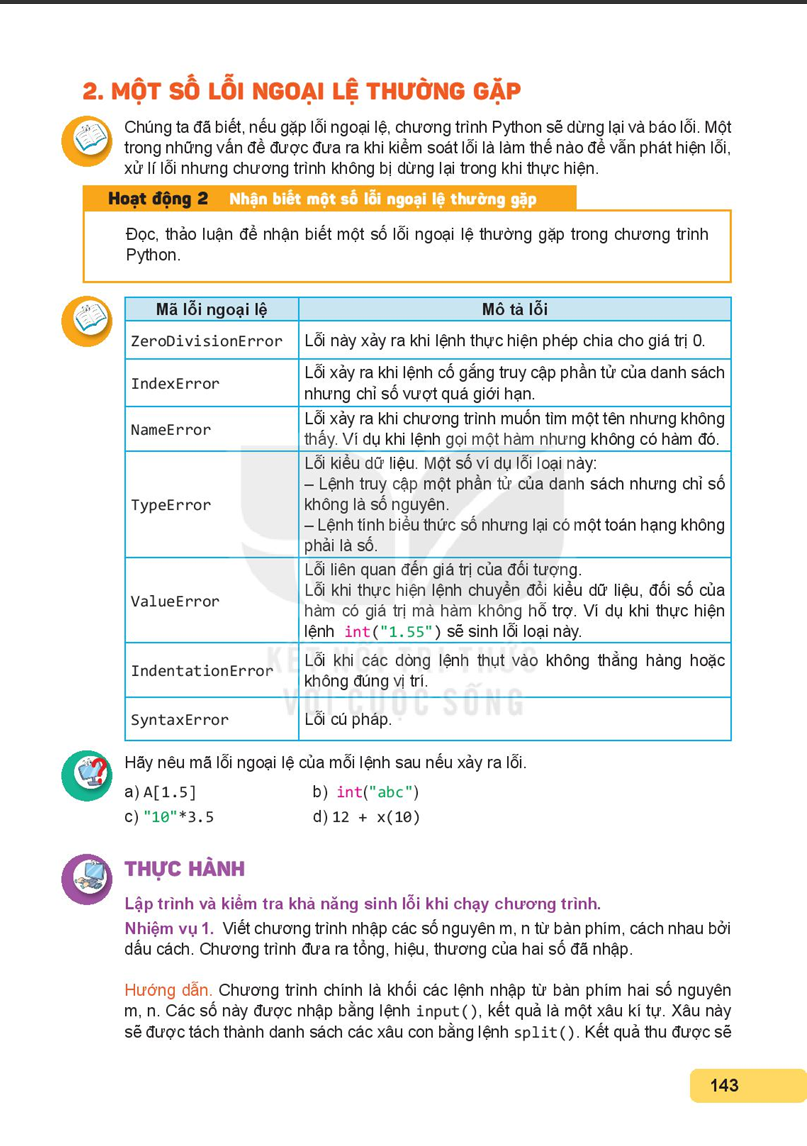 2. MỘT SỐ LỖI NGOẠI LỆ THƯỜNG GẶP
Chúng ta đã biết, nếu gặp lỗi ngoại lệ, chương trình Python sẽ dừng lại và báo lỗi. Một
trong những vấn đề được đưa ra khi kiểm soát lỗi là làm thế nào để vẫn phát hiện lỗi,
xử lí lỗi nhưng chương trình không bị dừng lại trong khi thực hiện.
Hoạt động 2 Nhận biết một số lỗi ngoại lệ thường gặp
Đọc, thảo luận để nhận biết một số lỗi ngoại lệ thường gặp trong chương trình
Python.
Mã lỗi ngoại lệ Mô tả lỗi
ZeroDivisionError Lỗi này xảy ra khi lệnh thực hiện phép chia cho giá trị 0.
IndexError
Lỗi xảy ra khi lệnh cố gắng truy cập phần tử của danh sách
nhưng chỉ số vượt quá giới hạn.
NameError
Lỗi xảy ra khi chương trình muốn tìm một tên nhưng không
thấy. Ví dụ khi lệnh gọi một hàm nhưng không có hàm đó.
TypeError
Lỗi kiểu dữ liệu. Một số ví dụ lỗi loại này:
– Lệnh truy cập một phần tử của danh sách nhưng chỉ số
không là số nguyên.
– Lệnh tính biểu thức số nhưng lại có một toán hạng không
phải là số.
ValueError
Lỗi liên quan đến giá trị của đối tượng.
Lỗi khi thực hiện lệnh chuyển đổi kiểu dữ liệu, đối số của
hàm có giá trị mà hàm không hỗ trợ. Ví dụ khi thực hiện
lệnh int("1.55") sẽ sinh lỗi loại này.
IndentationError
Lỗi khi các dòng lệnh thụt vào không thẳng hàng hoặc
không đúng vị trí.
SyntaxError Lỗi cú pháp.
KẾT NỐI TRI THỨC
VỚI CUỘC SỐNG
Hãy nêu mã lỗi ngoại lệ của mỗi lệnh sau nếu xảy ra lỗi.
a) A[1.5] b) int("abc")
c) "10"*3.5 d) 12 + x(10)
THỰC HÀNH
Lập trình và kiểm tra khả năng sinh lỗi khi chạy chương trình.
Nhiệm vụ 1. Viết chương trình nhập các số nguyên m, n từ bàn phím, cách nhau bởi
dấu cách. Chương trình đưa ra tổng, hiệu, thương của hai số đã nhập.
Hướng dẫn. Chương trình chính là khối các lệnh nhập từ bàn phím hai số nguyên
m, n. Các số này được nhập bằng lệnh input(), kết quả là một xâu kí tự. Xâu này
sẽ được tách thành danh sách các xâu con bằng lệnh split(). Kết quả thu được sẽ
143